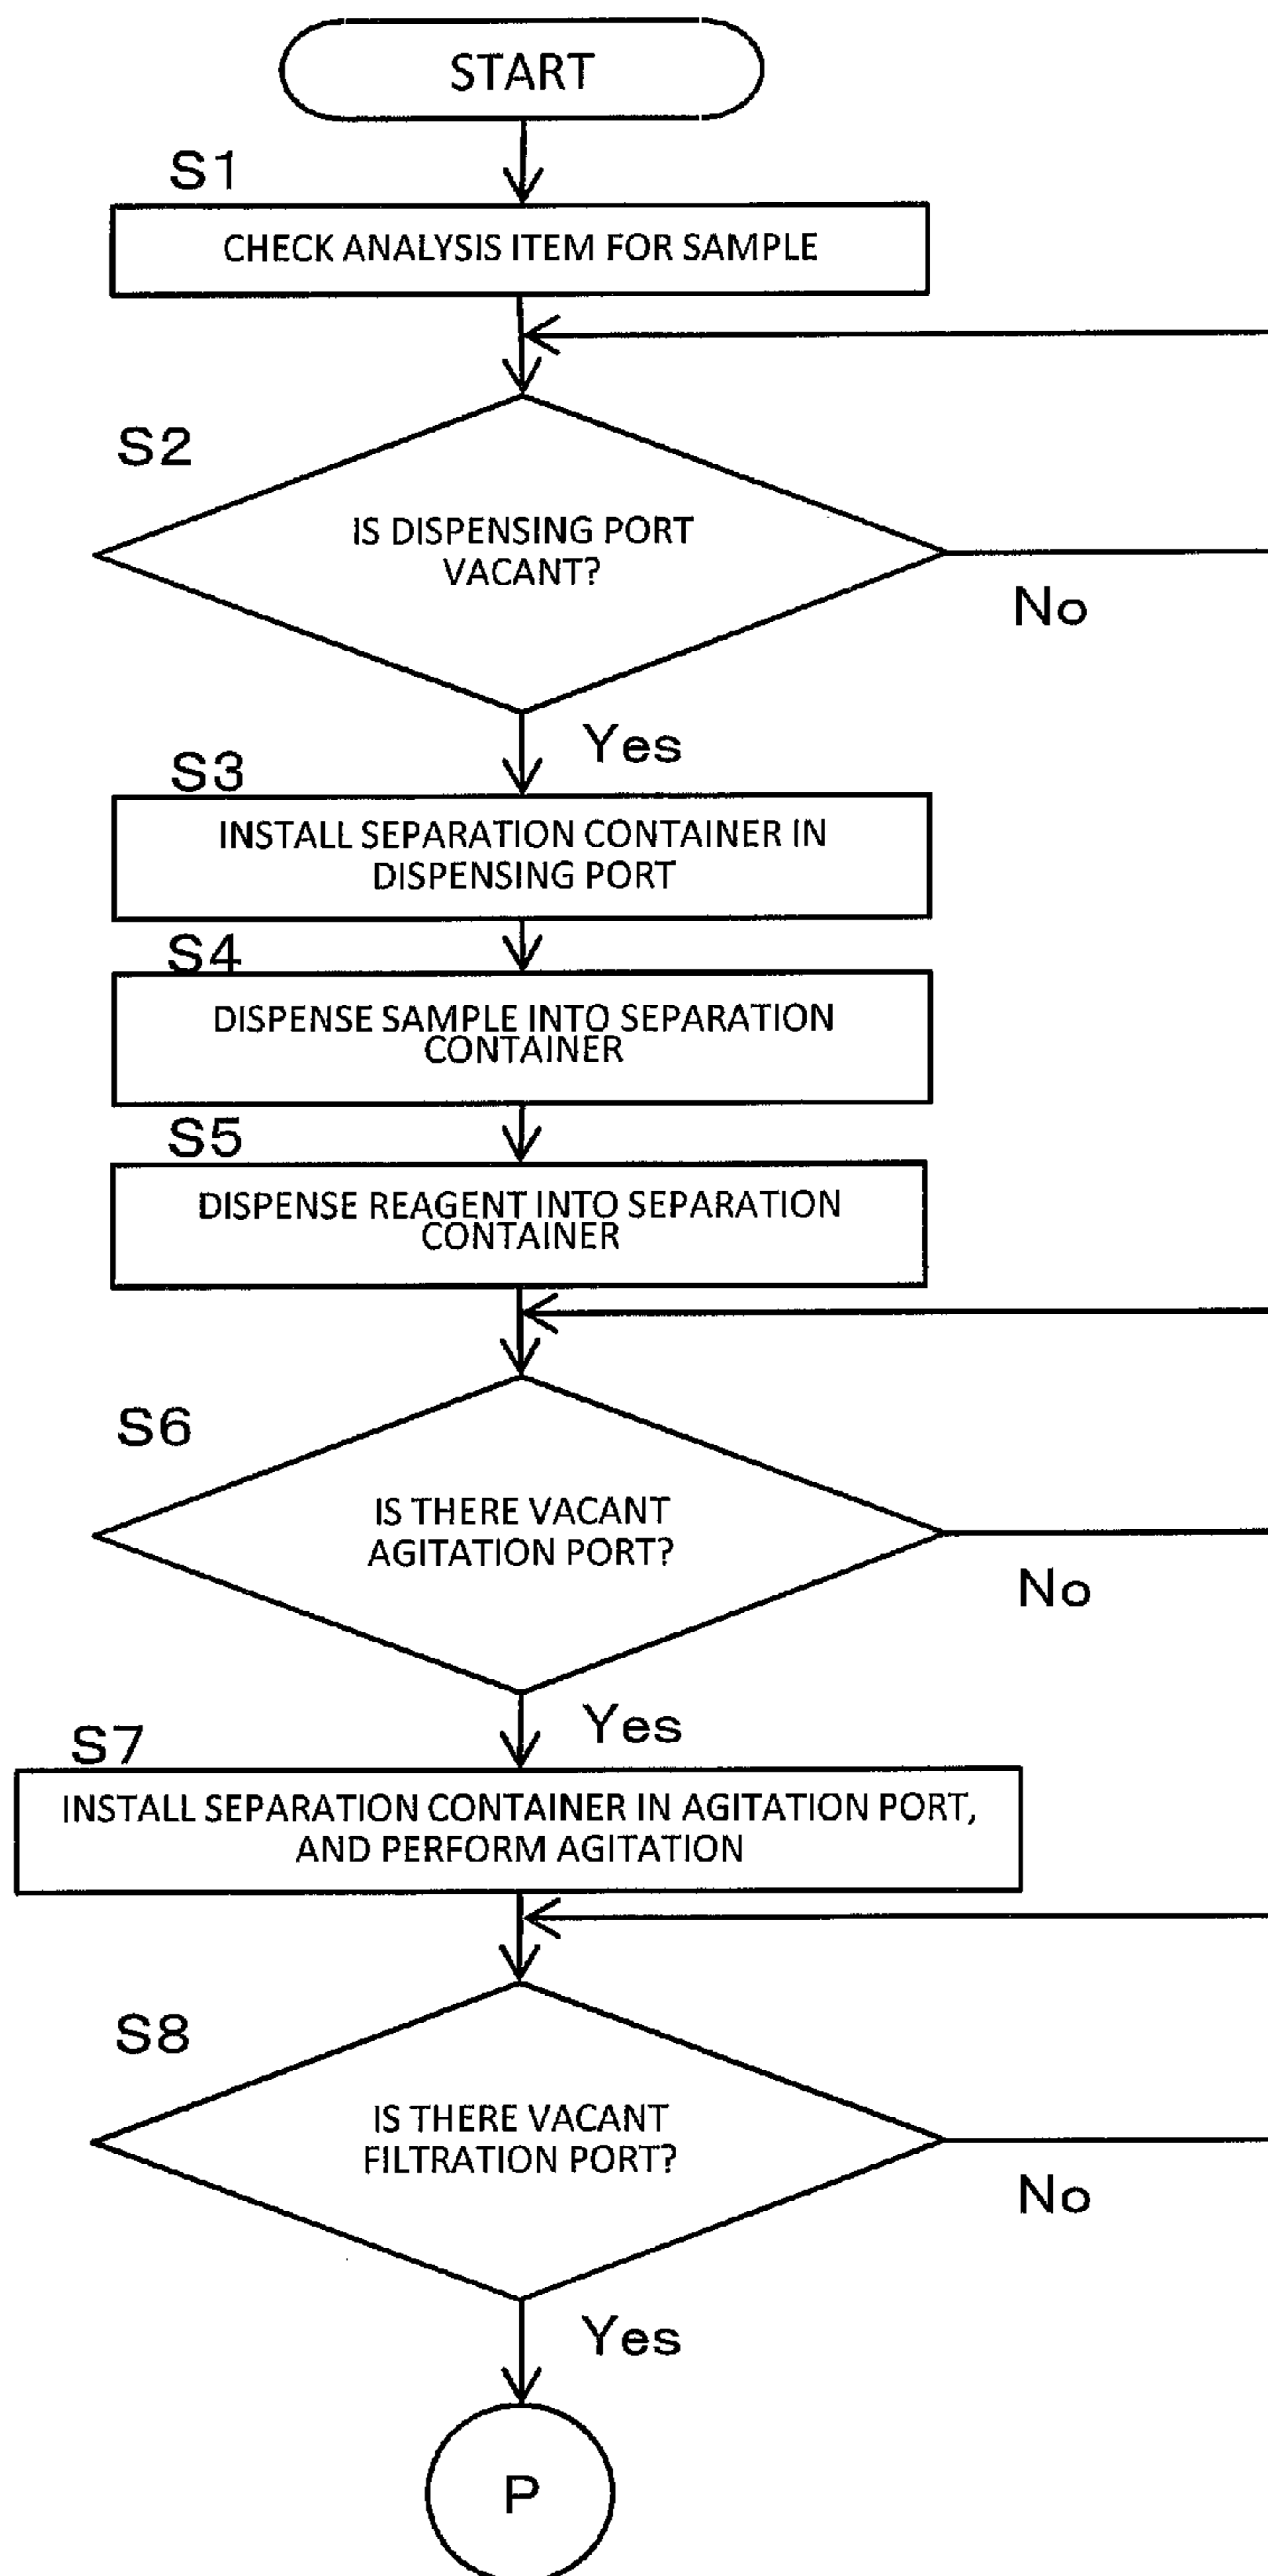 START
S1
CHECK ANALYSIS ITEM FOR SAMPLE
S2
IS DISPENSING PORT
VACANT?
No
Yes
S3
INSTALL SEPARATION CONTAINER IN
DISPENSING PORT
S4
DISPENSE SAMPLE INTO SEPARATION
CONTAINER
S5
DISPENSE REAGENT INTO SEPARATION
CONTAINER
S6
IS THERE VACANT
AGITATION PORT?
No
Yes
S7
INSTALL SEPARATION CONTAINER IN AGITATION PORT,
AND PERFORM AGITATION
S8
IS THERE VACANT
FILTRATION PORT?
No
Yes
P